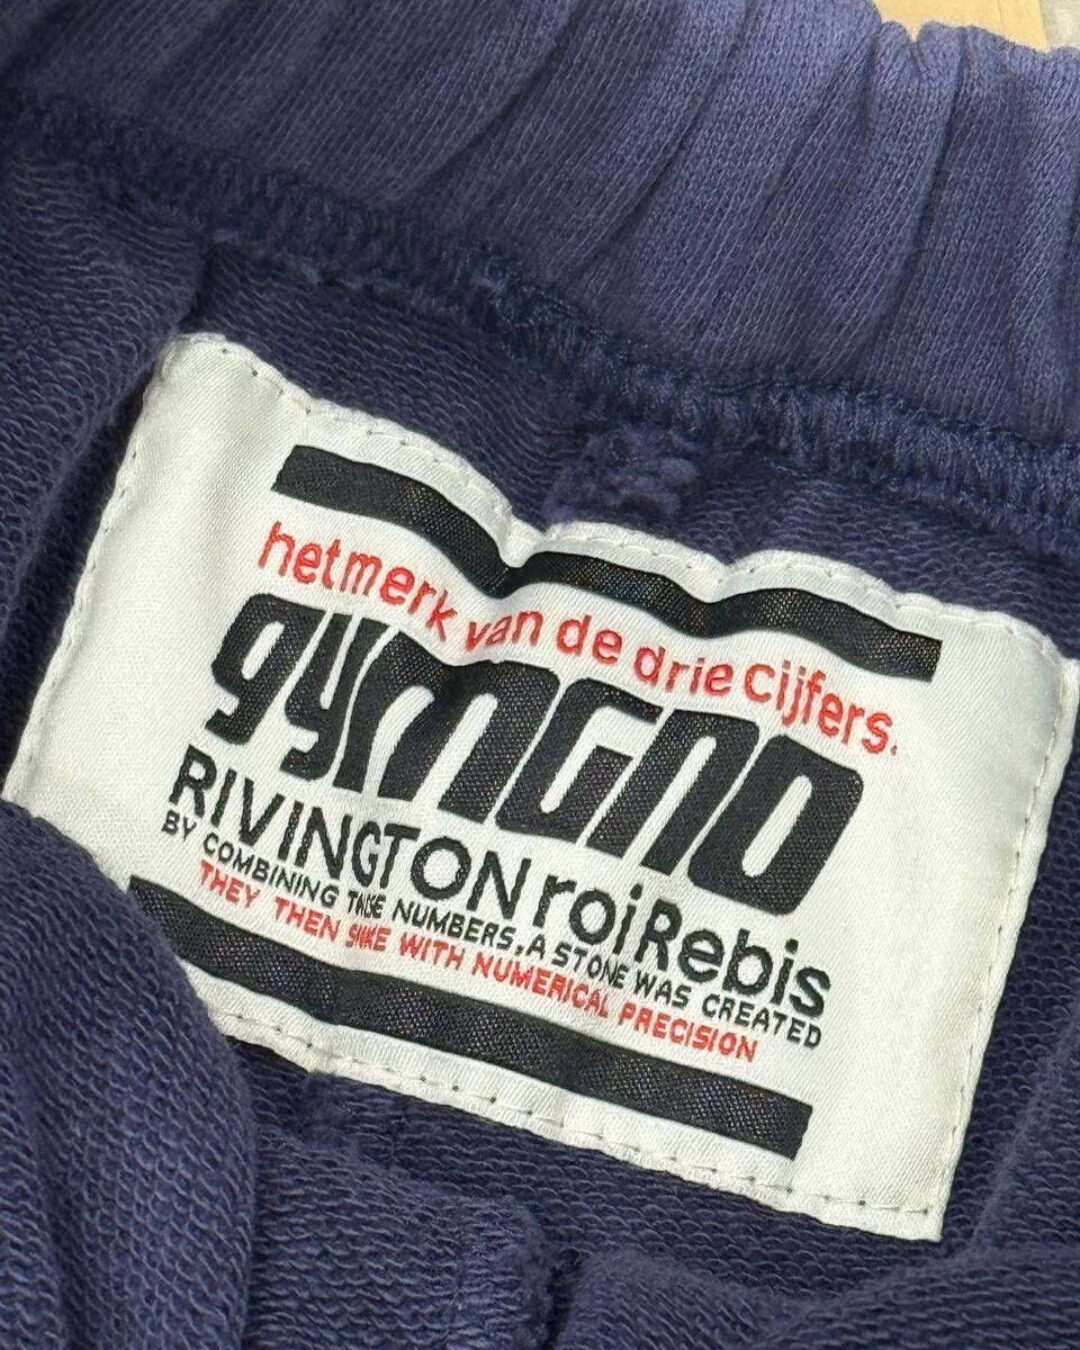 hetmerk van de drie Cijfers.
gymGno
RIVINGTON roi Rebis
BY COMBINING THESE NUMBERS, A STONE WAS CREATED
THEY THEN WITH NUMERICAL PRECISION